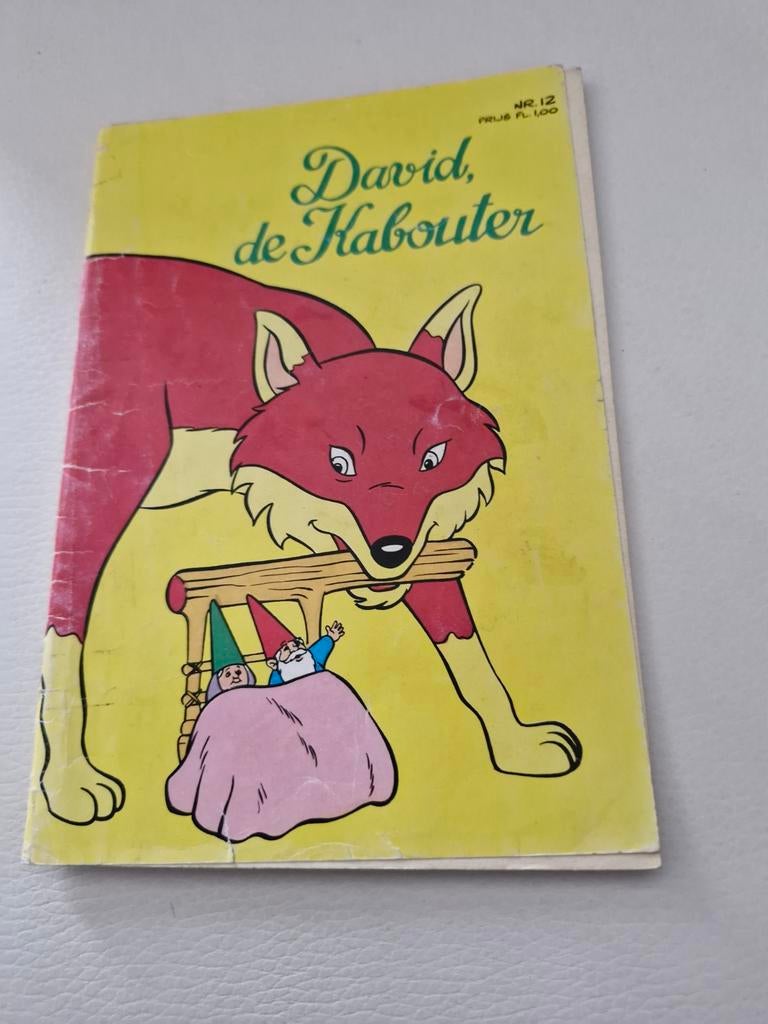 NR. 12
PRIJS FL. 1,00
David,
de Kabouter